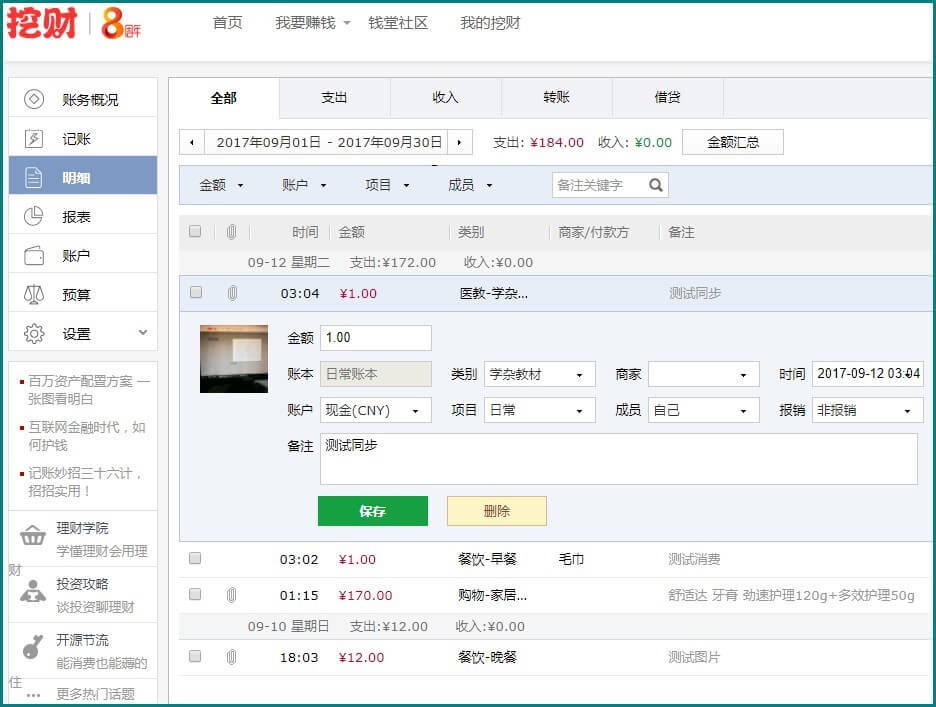 挖财 8周年 首页 我要赚钱 钱堂社区 我的挖财
账务概况
记账
明细
报表
账户
预算
设置
百万资产配置方案 一
张图看明白
互联网金融时代，如
何护钱
记账妙招三十六计，
招招实用！
理财学院
学懂理财会用理
财
投资攻略
谈投资聊理财
开源节流
能消费也能薅的
住
更多热门话题
全部 支出 收入 转账 借贷
2017年09月01日 - 2017年09月30日 支出: ¥184.00 收入: ¥0.00 金额汇总
金额 账户 项目 成员 备注关键字
时间 金额 类别 商家/付款方 备注
09-12 星期二 支出:¥172.00 收入:¥0.00
03:04 ¥1.00 医教-学杂... 测试同步
金额 1.00
账本 日常账本 类别 学杂教材 商家 时间 2017-09-12 03:04
账户 现金(CNY) 项目 日常 成员 自己 报销 非报销
备注 测试同步
保存 删除
03:02 ¥1.00 餐饮-早餐 毛巾 测试消费
01:15 ¥170.00 购物-家居... 舒适达 牙膏 劲速护理120g+多效护理50g
09-10 星期日 支出:¥12.00 收入:¥0.00
18:03 ¥12.00 餐饮-晚餐 测试图片